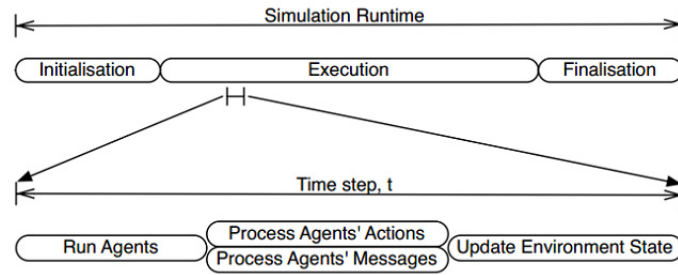 Simulation Runtime
Initialisation
Execution
Finalisation
Time step, t
Run Agents
Process Agents' Actions
Process Agents' Messages
Update Environment State